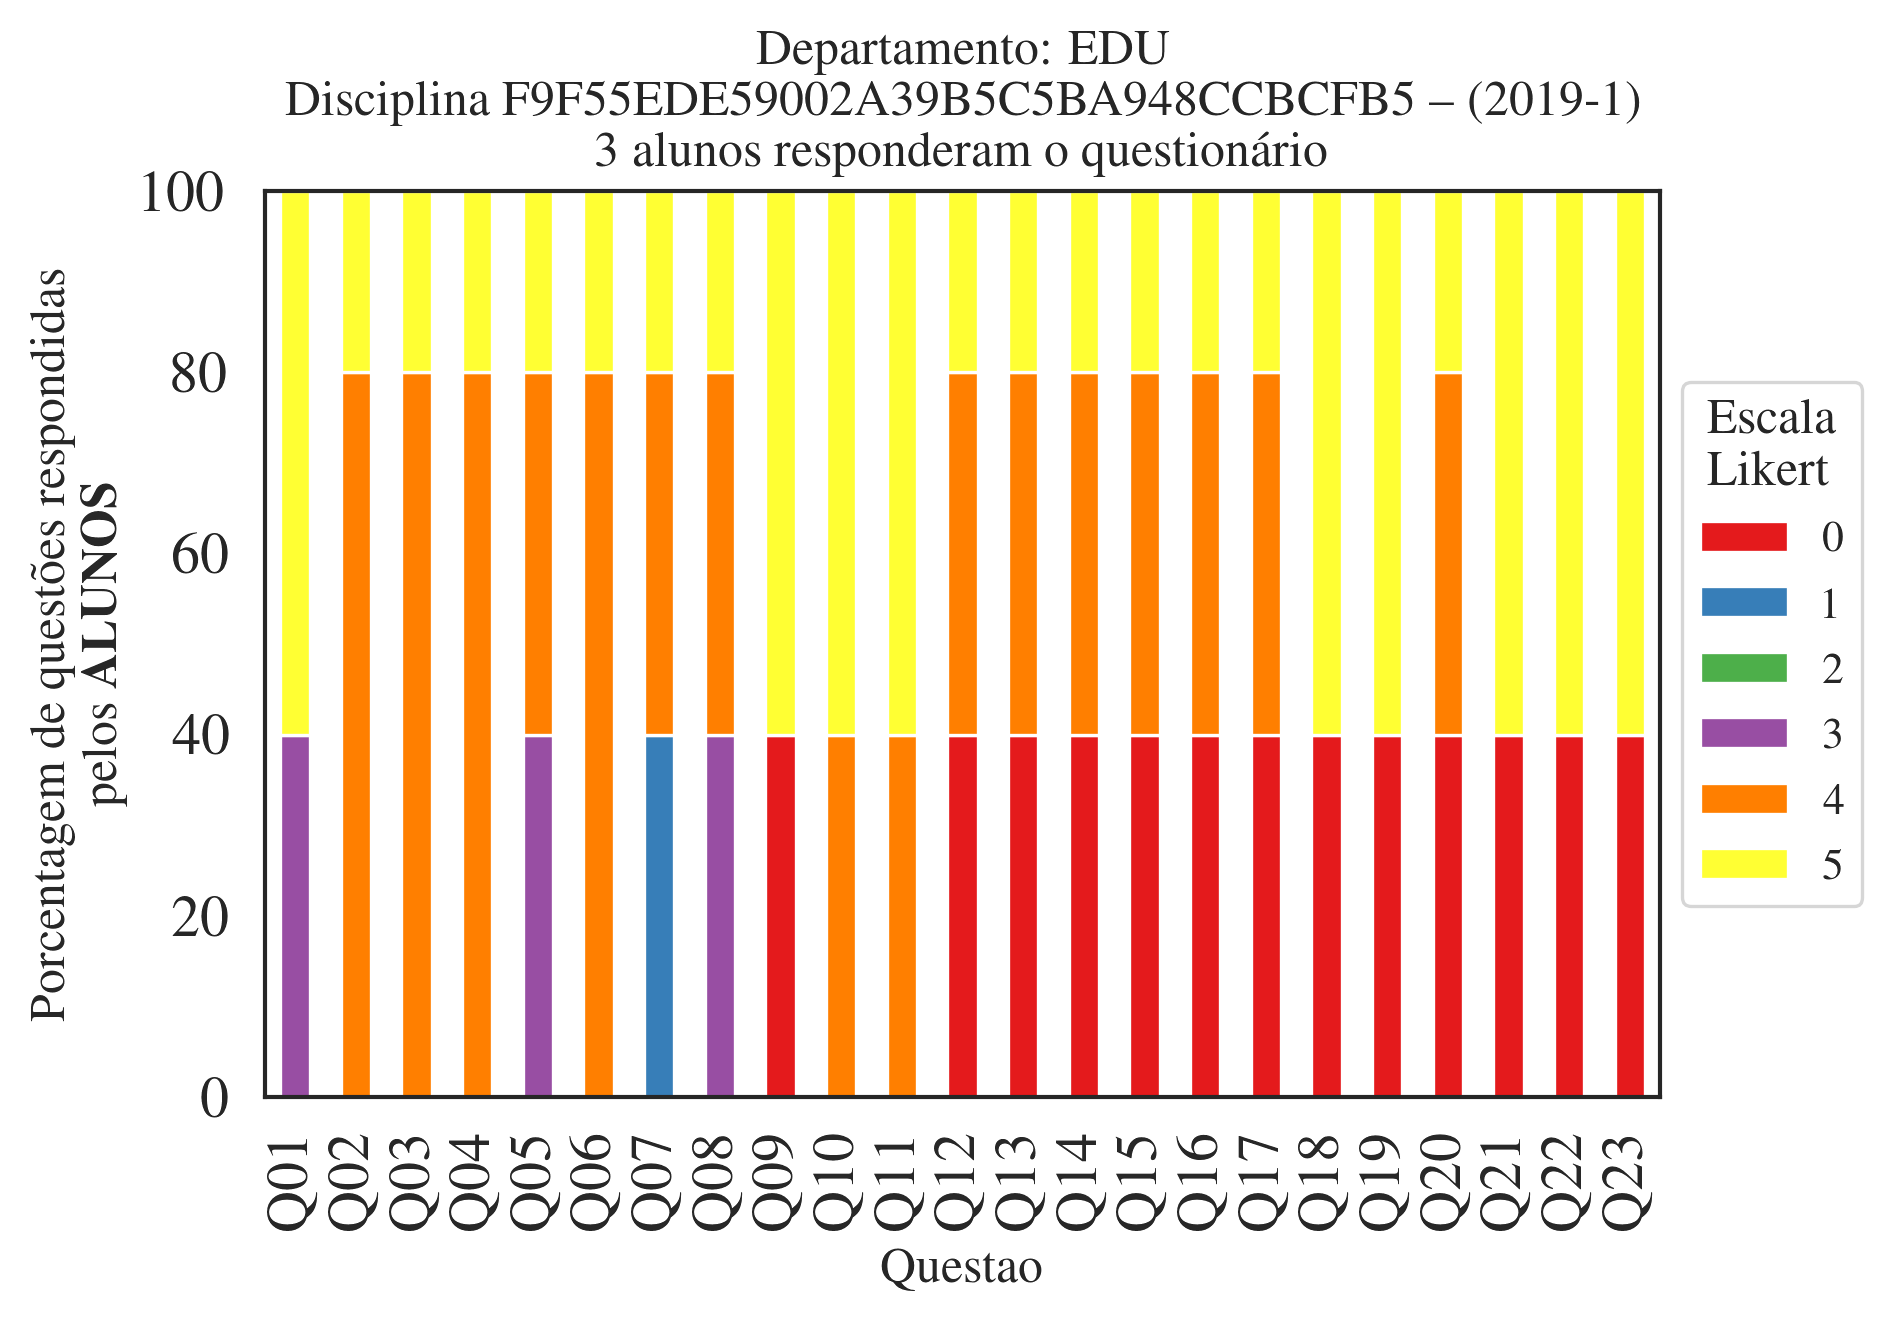 Departamento: EDU
Disciplina F9F55EDE59002A39B5C5BA948CCBCFB5 – (2019-1)
3 alunos responderam o questionário
Porcentagem de questões respondidas
pelos ALUNOS
100
80
60
40
20
0
Q01
Q02
Q03
Q04
Q05
Q06
Q07
Q08
Q09
Q10
Q11
Q12
Q13
Q14
Q15
Q16
Q17
Q18
Q19
Q20
Q21
Q22
Q23
Questao
Escala
Likert
0
1
2
3
4
5